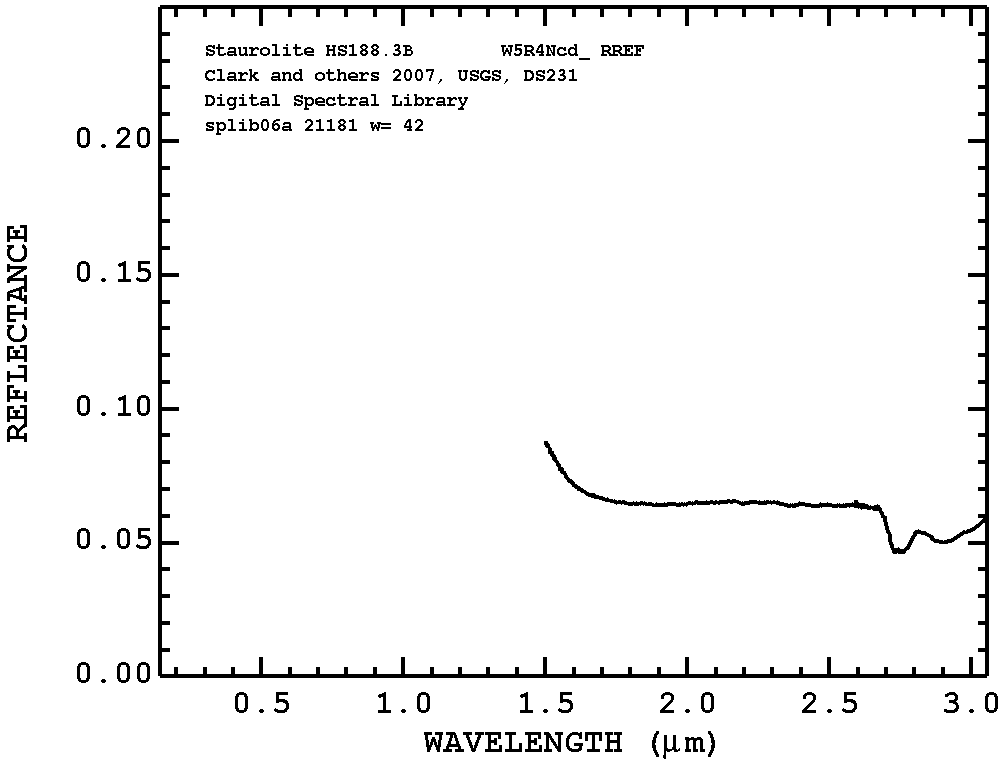 Staurolite HS188.3B W5R4Ncd_ RREF
Clark and others 2007, USGS, DS231
Digital Spectral Library
splib06a 21181 w= 42
REFLECTANCE
0.20
0.15
0.10
0.05
0.00
0.5 1.0 1.5 2.0 2.5 3.0
WAVELENGTH (μm)